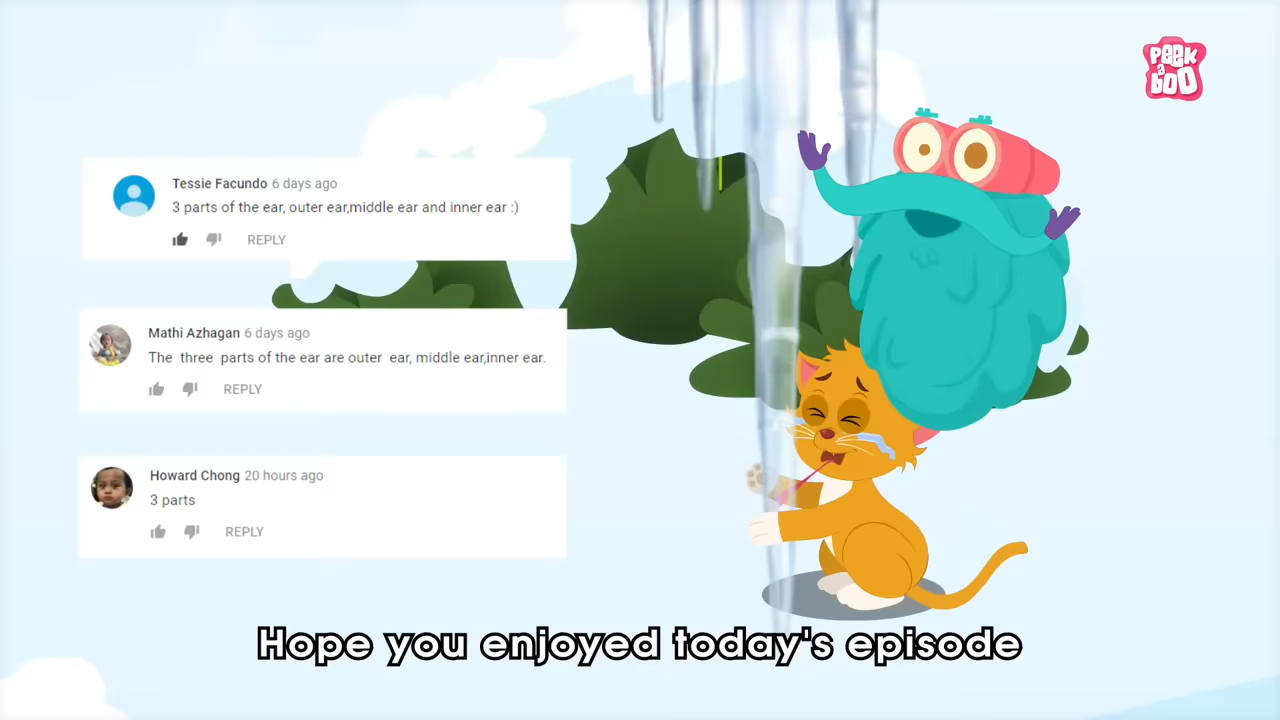 PEEK
a
BOO
Tessie Facundo 6 days ago
3 parts of the ear, outer ear,middle ear and inner ear :)
REPLY
Mathi Azhagan 6 days ago
The three parts of the ear are outer ear, middle ear,inner ear.
REPLY
Howard Chong 20 hours ago
3 parts
REPLY
Hope you enjoyed today's episode